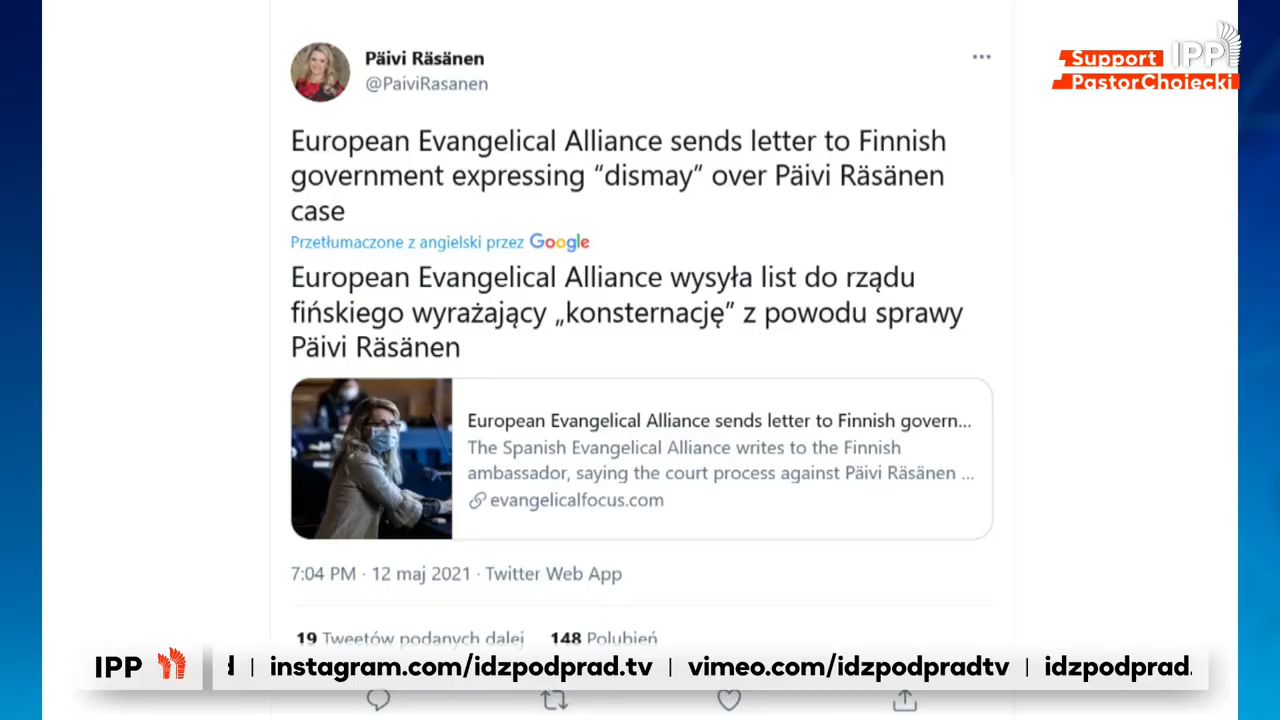 Päivi Räsänen
@PaiviRasanen
Support IPP
PastorChojecki
European Evangelical Alliance sends letter to Finnish
government expressing “dismay” over Päivi Räsänen
case
Przetłumaczone z angielski przez Google
European Evangelical Alliance wysyła list do rządu
fińskiego wyrażający „konsternację” z powodu sprawy
Päivi Räsänen
European Evangelical Alliance sends letter to Finnish govern...
The Spanish Evangelical Alliance writes to the Finnish
ambassador, saying the court process against Päivi Räsänen ...
evangelicalfocus.com
7:04 PM · 12 maj 2021 · Twitter Web App
19 Tweetów podanych dalej 148 Polubień
IPP | instagram.com/idzpodprad.tv | vimeo.com/idzpodpradtv | idzpodprad.